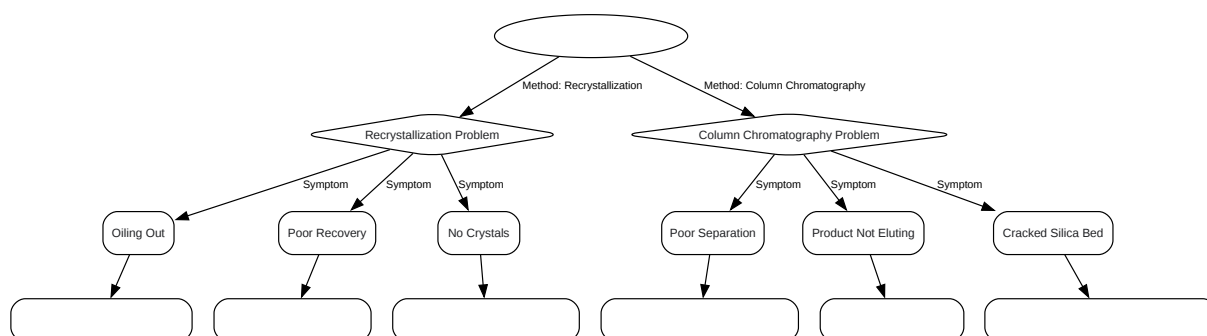 Method: Recrystallization
Method: Column Chromatography
Recrystallization Problem
Column Chromatography Problem
Symptom
Symptom
Symptom
Symptom
Symptom
Symptom
Oiling Out
Poor Recovery
No Crystals
Poor Separation
Product Not Eluting
Cracked Silica Bed